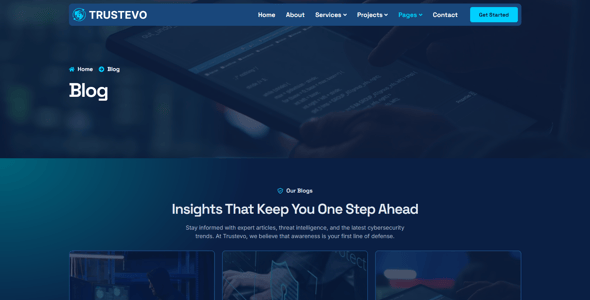 TRUSTEVO
Home About Services Projects Pages Contact Get Started
Home Blog
Blog
Our Blogs
Insights That Keep You One Step Ahead
Stay informed with expert articles, threat intelligence, and the latest cybersecurity
trends. At Trustevo, we believe that awareness is your first line of defense.